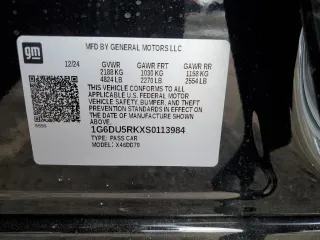 gm
MFD BY GENERAL MOTORS LLC
12/24
GVWR GAWR FRT GAWR RR
2188 KG 1030 KG 1158 KG
4824 LB 2270 LB 2554 LB
THIS VEHICLE CONFORMS TO ALL
APPLICABLE U.S. FEDERAL MOTOR
VEHICLE SAFETY, BUMPER, AND THEFT
PREVENTION STANDARDS IN EFFECT ON
THE DATE OF MANUFACTURE SHOWN
ABOVE.
1G6DU5RKXS0113984
TYPE: PASS CAR
MODEL: